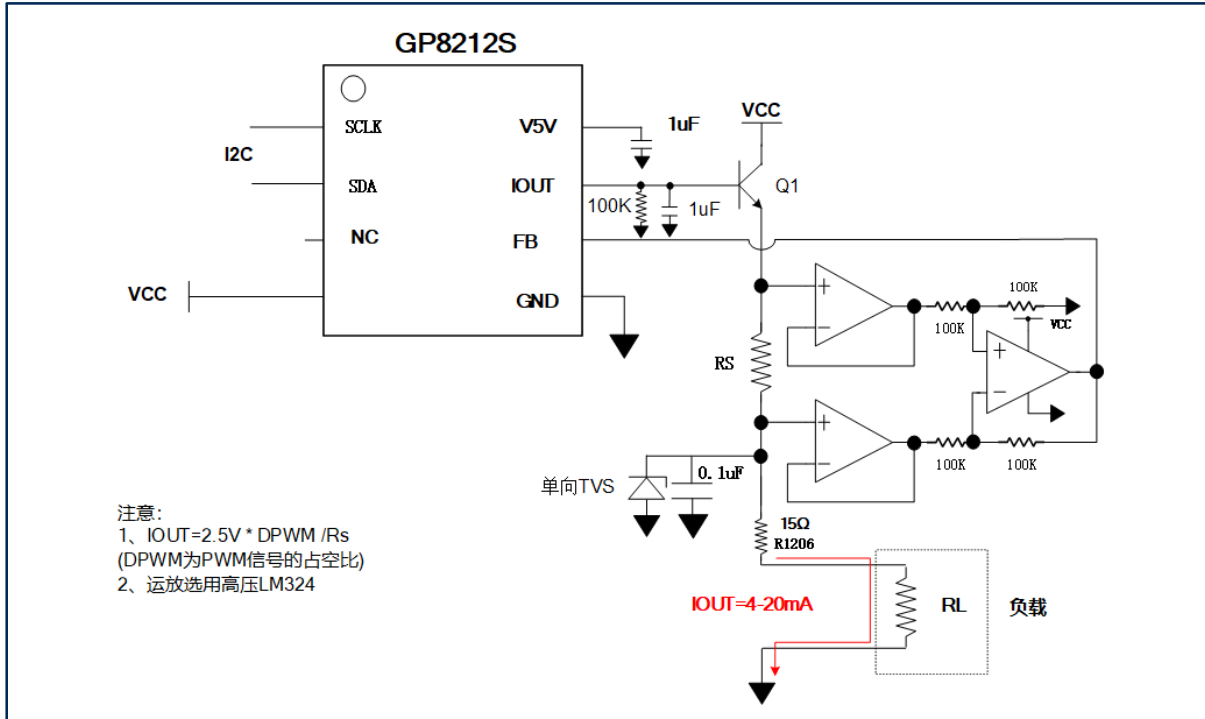 GP8212S
VCC
SCLK
V5V
1uF
I2C
SDA
IOUT
Q1
100K
1uF
NC
FB
VCC
GND
100K
100K
VCC
RS
100K
100K
单向TVS
0.1uF
15Ω
R1206
注意：
1、IOUT=2.5V * DPWM /Rs
(DPWM为PWM信号的占空比)
2、运放选用高压LM324
IOUT=4-20mA
RL
负载
+
−
+
−
+
−